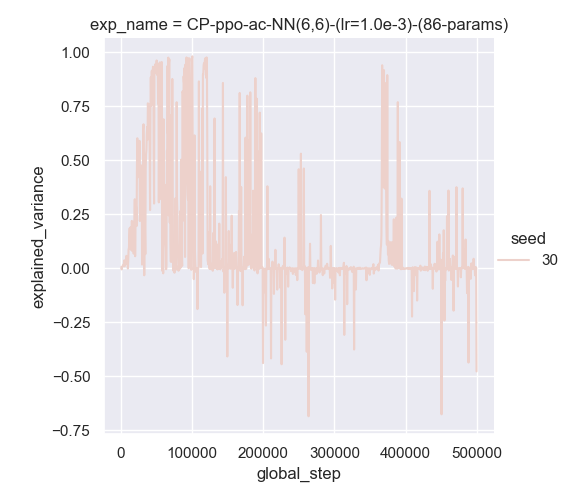 exp_name = CP-ppo-ac-NN(6,6)-(lr=1.0e-3)-(86-params)
1.00
0.75
0.50
0.25
0.00
−0.25
−0.50
−0.75
explained_variance
0 100000 200000 300000 400000 500000
global_step
seed
30